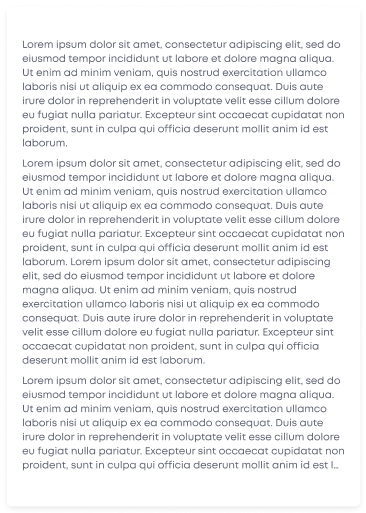 Lorem ipsum dolor sit amet, consectetur adipiscing elit, sed do
eiusmod tempor incididunt ut labore et dolore magna aliqua.
Ut enim ad minim veniam, quis nostrud exercitation ullamco
laboris nisi ut aliquip ex ea commodo consequat. Duis aute
irure dolor in reprehenderit in voluptate velit esse cillum dolore
eu fugiat nulla pariatur. Excepteur sint occaecat cupidatat non
proident, sunt in culpa qui officia deserunt mollit anim id est
laborum.
Lorem ipsum dolor sit amet, consectetur adipiscing elit, sed do
eiusmod tempor incididunt ut labore et dolore magna aliqua.
Ut enim ad minim veniam, quis nostrud exercitation ullamco
laboris nisi ut aliquip ex ea commodo consequat. Duis aute
irure dolor in reprehenderit in voluptate velit esse cillum dolore
eu fugiat nulla pariatur. Excepteur sint occaecat cupidatat non
proident, sunt in culpa qui officia deserunt mollit anim id est
laborum. Lorem ipsum dolor sit amet, consectetur adipiscing
elit, sed do eiusmod tempor incididunt ut labore et dolore
magna aliqua. Ut enim ad minim veniam, quis nostrud
exercitation ullamco laboris nisi ut aliquip ex ea commodo
consequat. Duis aute irure dolor in reprehenderit in voluptate
velit esse cillum dolore eu fugiat nulla pariatur. Excepteur sint
occaecat cupidatat non proident, sunt in culpa qui officia
deserunt mollit anim id est laborum.
Lorem ipsum dolor sit amet, consectetur adipiscing elit, sed do
eiusmod tempor incididunt ut labore et dolore magna aliqua.
Ut enim ad minim veniam, quis nostrud exercitation ullamco
laboris nisi ut aliquip ex ea commodo consequat. Duis aute
irure dolor in reprehenderit in voluptate velit esse cillum dolore
eu fugiat nulla pariatur. Excepteur sint occaecat cupidatat non
proident, sunt in culpa qui officia deserunt mollit anim id est l...